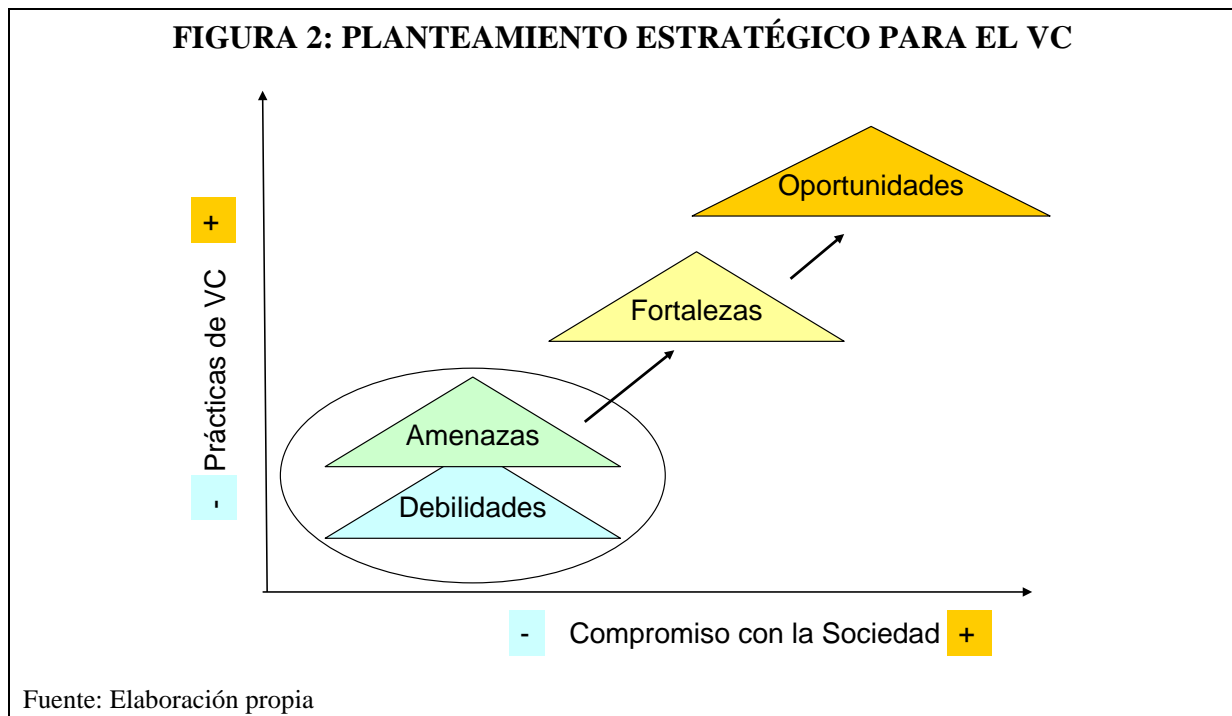 FIGURA 2: PLANTEAMIENTO ESTRATÉGICO PARA EL VC
Oportunidades
+
Fortalezas
Prácticas de VC
Amenazas
-
Debilidades
- Compromiso con la Sociedad +
Fuente: Elaboración propia